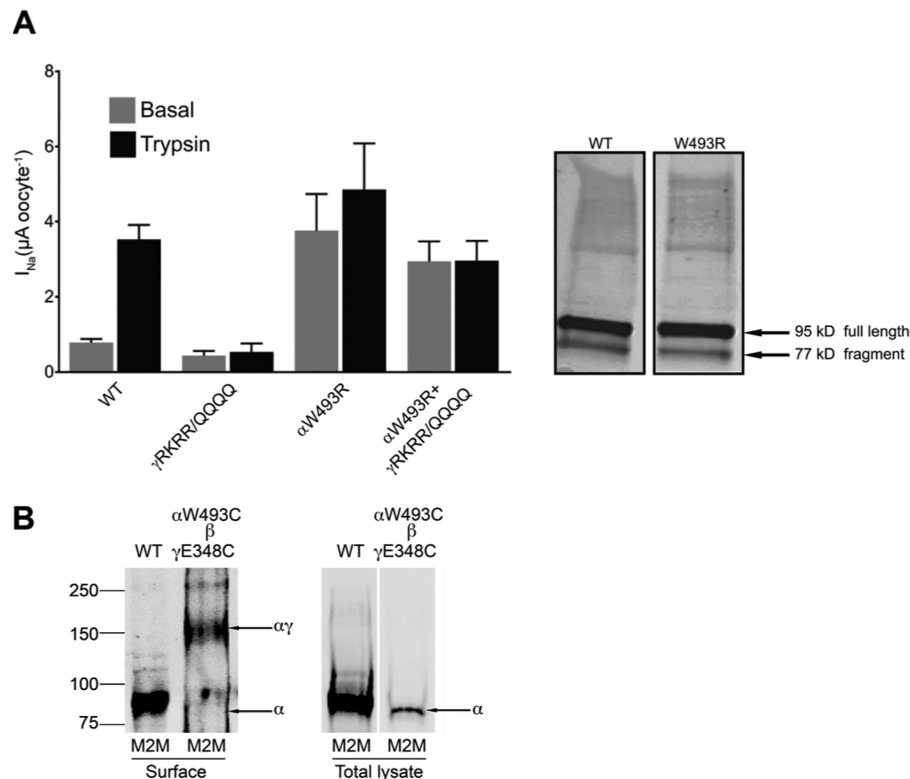 A
8
6
4
2
0
I_Na(µA oocyte⁻¹)
Basal
Trypsin
WT
γRKRR/QQQQ
αW493R
αW493R+
γRKRR/QQQQ
WT
W493R
95 kD full length
77 kD fragment
B
WT
αW493C
β
γE348C
250
150
100
75
αγ
α
M2M
M2M
Surface
WT
αW493C
β
γE348C
α
M2M
M2M
Total lysate